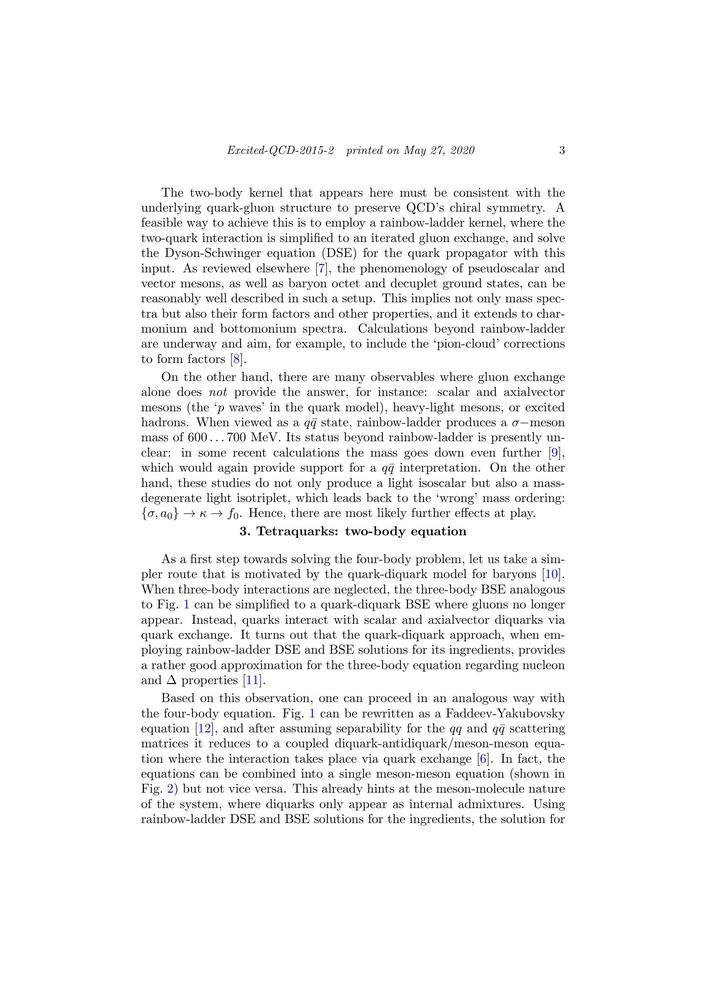 Excited-QCD-2015-2 printed on May 27, 2020 3
The two-body kernel that appears here must be consistent with the
underlying quark-gluon structure to preserve QCD's chiral symmetry. A
feasible way to achieve this is to employ a rainbow-ladder kernel, where the
two-quark interaction is simplified to an iterated gluon exchange, and solve
the Dyson-Schwinger equation (DSE) for the quark propagator with this
input. As reviewed elsewhere [7], the phenomenology of pseudoscalar and
vector mesons, as well as baryon octet and decuplet ground states, can be
reasonably well described in such a setup. This implies not only mass spec-
tra but also their form factors and other properties, and it extends to char-
monium and bottomonium spectra. Calculations beyond rainbow-ladder
are underway and aim, for example, to include the 'pion-cloud' corrections
to form factors [8].
On the other hand, there are many observables where gluon exchange
alone does not provide the answer, for instance: scalar and axialvector
mesons (the 'p waves' in the quark model), heavy-light mesons, or excited
hadrons. When viewed as a qq̄ state, rainbow-ladder produces a σ−meson
mass of 600 . . . 700 MeV. Its status beyond rainbow-ladder is presently un-
clear: in some recent calculations the mass goes down even further [9],
which would again provide support for a qq̄ interpretation. On the other
hand, these studies do not only produce a light isoscalar but also a mass-
degenerate light isotriplet, which leads back to the 'wrong' mass ordering:
{σ, a₀} → κ → f₀. Hence, there are most likely further effects at play.
3. Tetraquarks: two-body equation
As a first step towards solving the four-body problem, let us take a sim-
pler route that is motivated by the quark-diquark model for baryons [10].
When three-body interactions are neglected, the three-body BSE analogous
to Fig. 1 can be simplified to a quark-diquark BSE where gluons no longer
appear. Instead, quarks interact with scalar and axialvector diquarks via
quark exchange. It turns out that the quark-diquark approach, when em-
ploying rainbow-ladder DSE and BSE solutions for its ingredients, provides
a rather good approximation for the three-body equation regarding nucleon
and Δ properties [11].
Based on this observation, one can proceed in an analogous way with
the four-body equation. Fig. 1 can be rewritten as a Faddeev-Yakubovsky
equation [12], and after assuming separability for the qq and qq̄ scattering
matrices it reduces to a coupled diquark-antidiquark/meson-meson equa-
tion where the interaction takes place via quark exchange [6]. In fact, the
equations can be combined into a single meson-meson equation (shown in
Fig. 2) but not vice versa. This already hints at the meson-molecule nature
of the system, where diquarks only appear as internal admixtures. Using
rainbow-ladder DSE and BSE solutions for the ingredients, the solution for